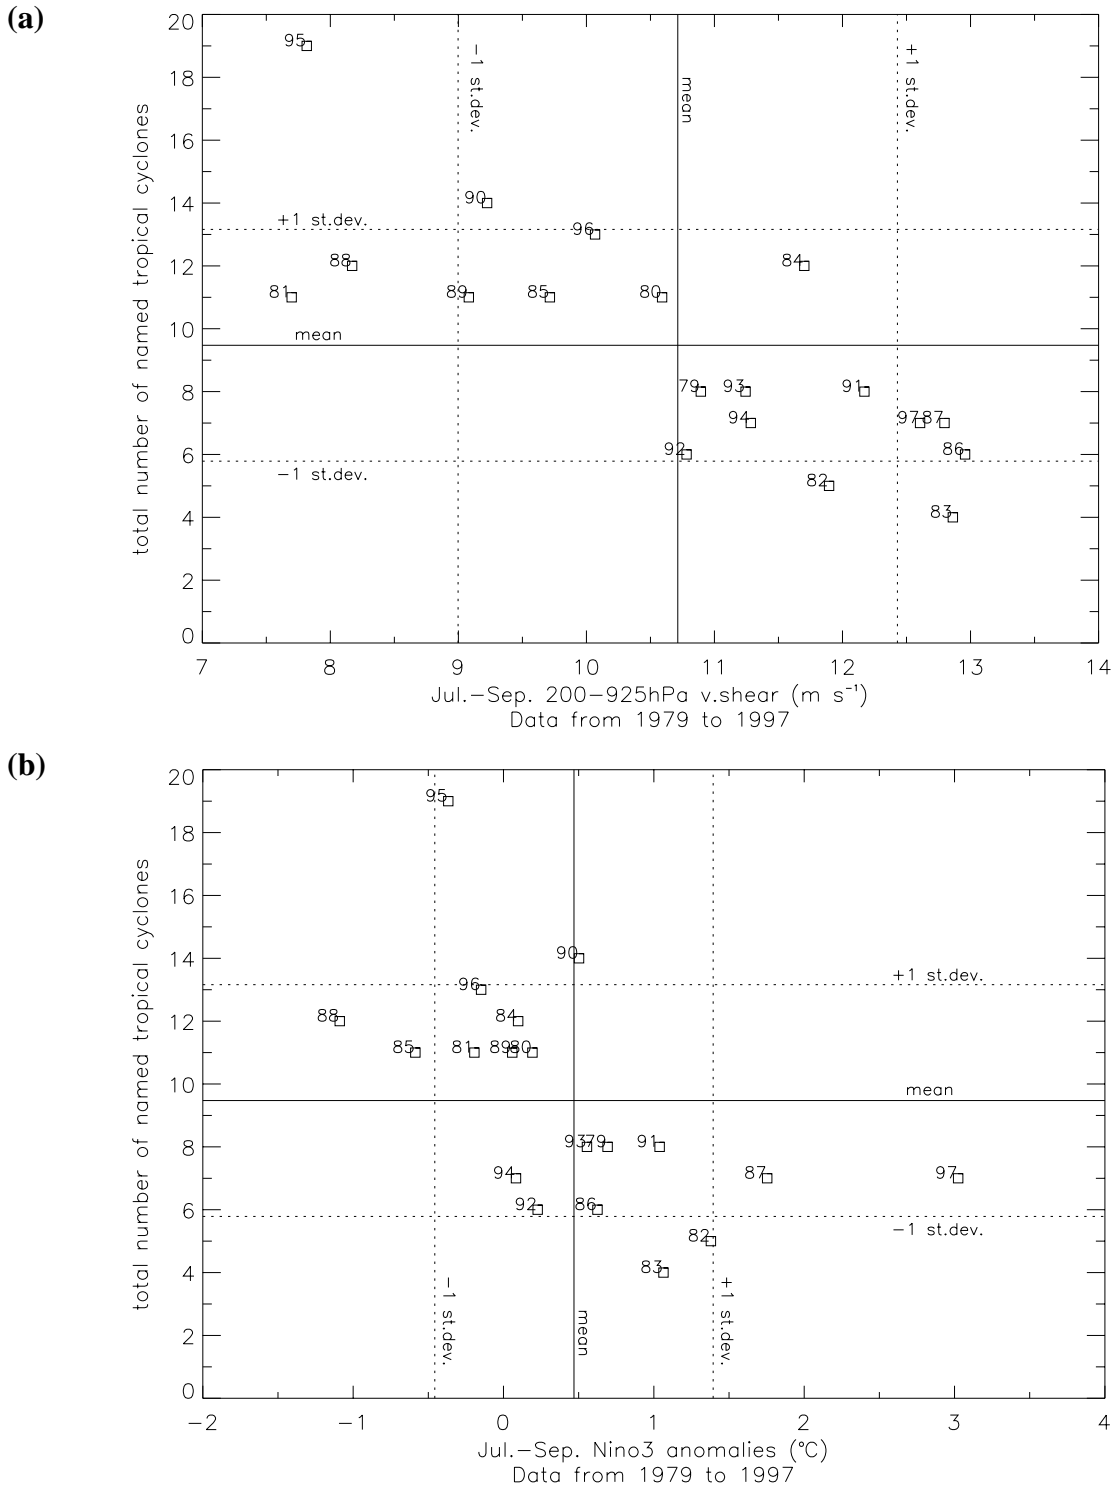 (a)
20
95
18
−1 st.dev.
mean
+1 st.dev.
16
14
90
+1 st.dev.
96
12
88
84
81
89
85
80
10
mean
8
79
93
91
94
97
87
6
92
86
−1 st.dev.
82
4
83
2
0
total number of named tropical cyclones
7 8 9 10 11 12 13 14
Jul.−Sep. 200−925hPa v.shear (m s⁻¹)
Data from 1979 to 1997
(b)
20
95
18
16
14
90
+1 st.dev.
96
12
88
84
85
81
89
80
10
mean
8
93
79
91
94
87
97
6
92
86
−1 st.dev.
82
4
83
−1 st.dev.
mean
+1 st.dev.
2
0
total number of named tropical cyclones
−2 −1 0 1 2 3 4
Jul.−Sep. Nino3 anomalies (°C)
Data from 1979 to 1997